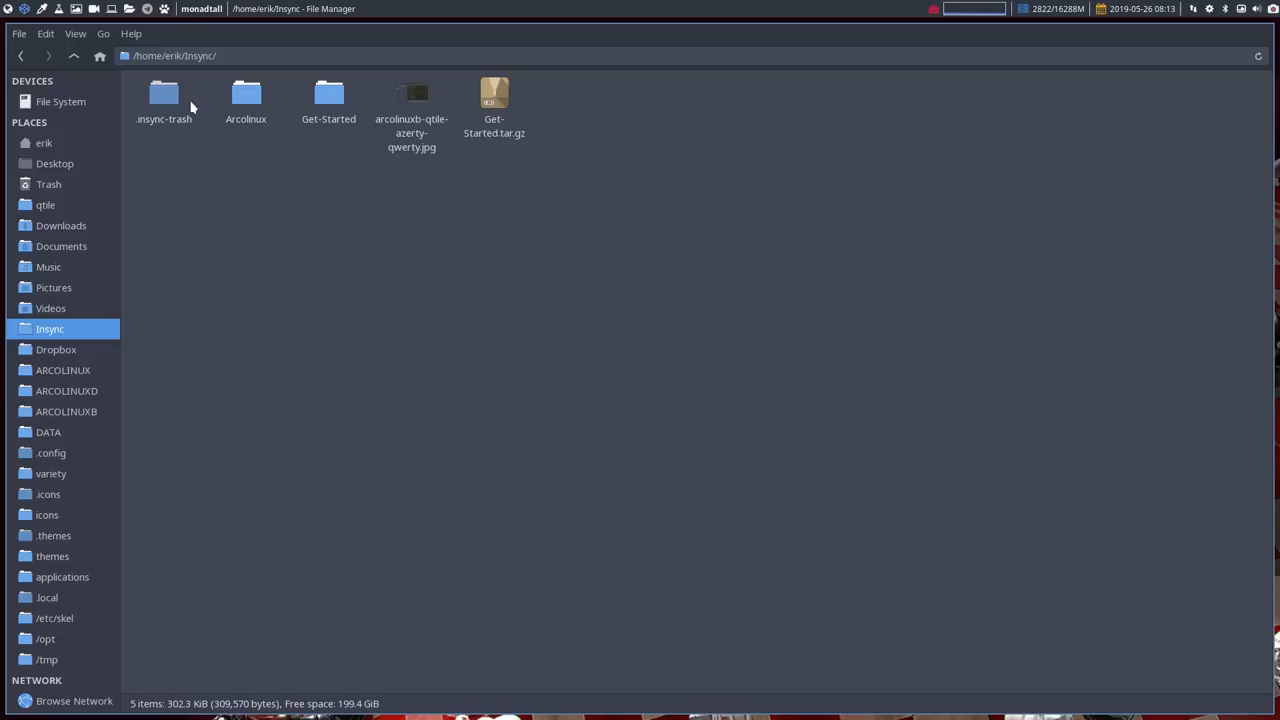 monadtall /home/erik/Insync - File Manager 2822/16288M 2019-05-26 08:13
File Edit View Go Help
/home/erik/Insync/
DEVICES
File System
PLACES
erik
Desktop
Trash
qtile
Downloads
Documents
Music
Pictures
Videos
Insync
Dropbox
ARCOLINUX
ARCOLINUXD
ARCOLINUXB
DATA
.config
variety
.icons
icons
.themes
themes
applications
.local
/etc/skel
/opt
/tmp
NETWORK
Browse Network
.insync-trash
Arcolinux
Get-Started
arcolinuxb-qtile-
azerty-
qwerty.jpg
Get-
Started.tar.gz
5 items: 302.3 KiB (309,570 bytes), Free space: 199.4 GiB